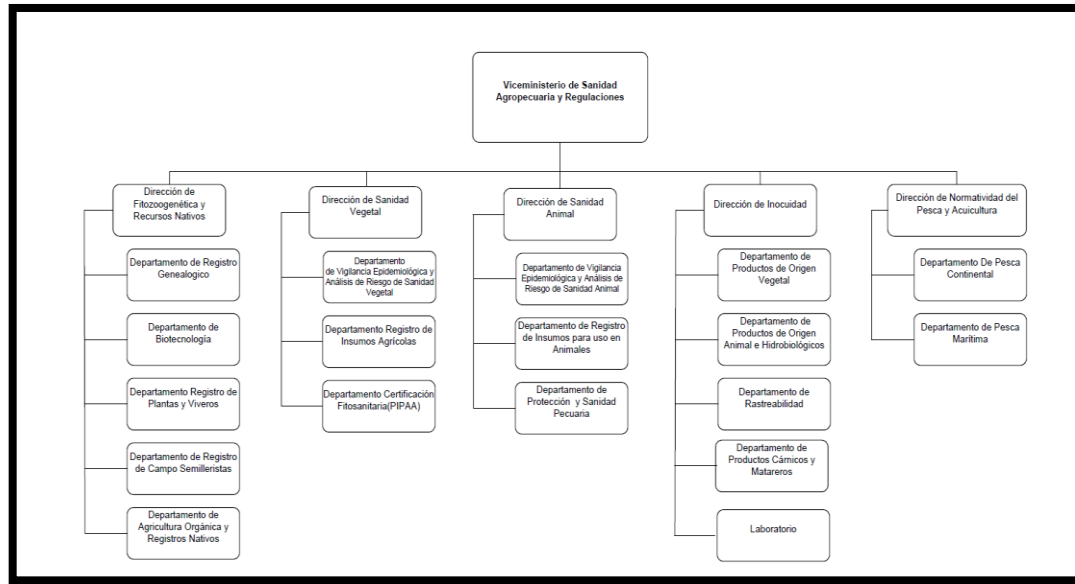 Viceministerio de Sanidad
Agropecuaria y Regulaciones
Dirección de
Fitozoogenética y
Recursos Nativos
Departamento de Registro
Genealogico
Departamento de
Biotecnología
Departamento Registro de
Plantas y Viveros
Departamento de Registro
de Campo Semilleristas
Departamento de
Agricultura Orgánica y
Registros Nativos
Dirección de Sanidad
Vegetal
Departamento
de Vigilancia Epidemiológica y
Análisis de Riesgo de Sanidad
Vegetal
Departamento Registro de
Insumos Agrícolas
Departamento Certificación
Fitosanitaria(PIPAA)
Dirección de Sanidad
Animal
Departamento de Vigilancia
Epidemiológica y Análisis de
Riesgo de Sanidad Animal
Departamento de Registro
de Insumos para uso en
Animales
Departamento de
Protección y Sanidad
Pecuaria
Dirección de Inocuidad
Departamento de
Productos de Origen
Vegetal
Departamento de
Productos de Origen
Animal e Hidrobiológicos
Departamento de
Rastreabilidad
Departamento de
Productos Cárnicos y
Matareros
Laboratorio
Dirección de Normatividad del
Pesca y Acuicultura
Departamento De Pesca
Continental
Departamento de Pesca
Marítima